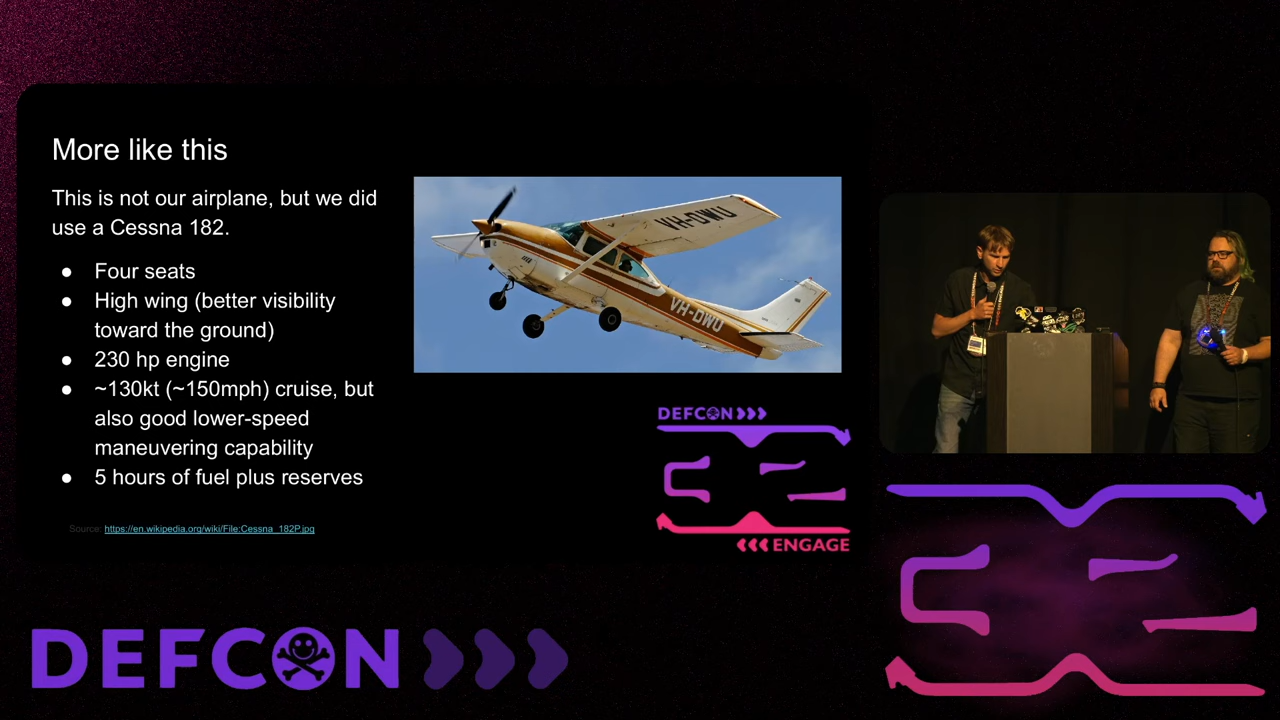 More like this
This is not our airplane, but we did
use a Cessna 182.
● Four seats
● High wing (better visibility
toward the ground)
● 230 hp engine
● ~130kt (~150mph) cruise, but
also good lower-speed
maneuvering capability
● 5 hours of fuel plus reserves
Source: https://en.wikipedia.org/wiki/File:Cessna_182P.jpg
VH-DWU
VH-DWU
DEFCON
ENGAGE
DEFCON